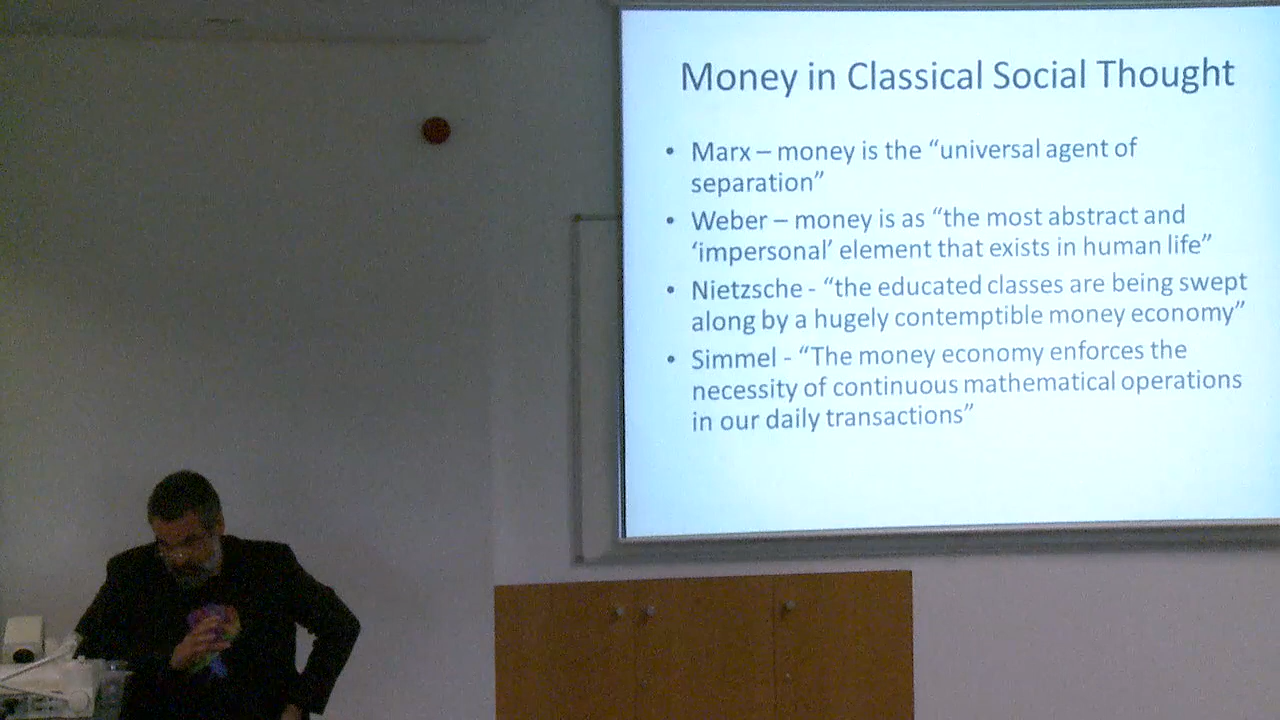 Money in Classical Social Thought
• Marx – money is the “universal agent of
separation”
• Weber – money is as “the most abstract and
‘impersonal’ element that exists in human life”
• Nietzsche - “the educated classes are being swept
along by a hugely contemptible money economy”
• Simmel - “The money economy enforces the
necessity of continuous mathematical operations
in our daily transactions”